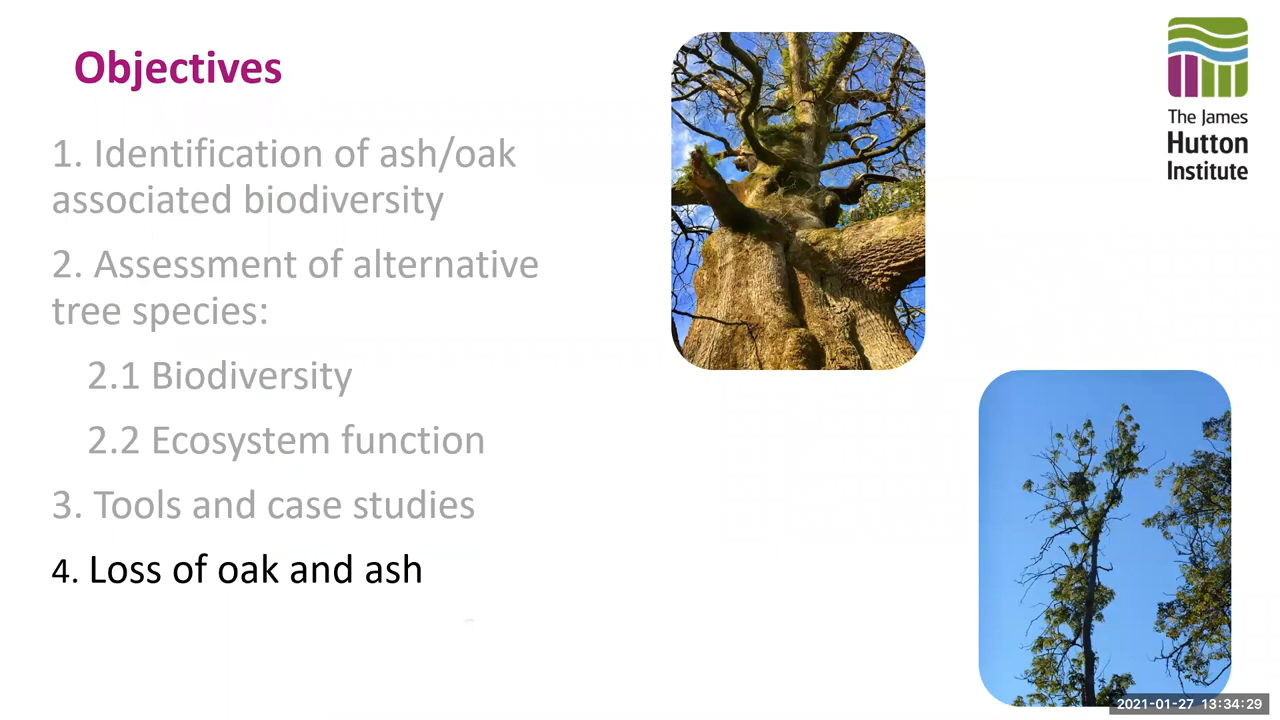 Objectives
1. Identification of ash/oak
associated biodiversity
2. Assessment of alternative
tree species:
2.1 Biodiversity
2.2 Ecosystem function
3. Tools and case studies
4. Loss of oak and ash
The James
Hutton
Institute
2021-01-27 13:34:29